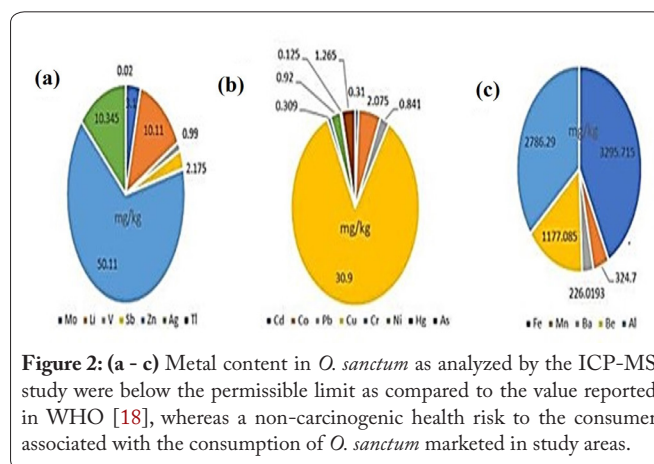 (a)
0.02
3.1
10.345
10.11
0.99
2.175
mg/kg
50.11
■ Mo ■ Li ■ V ■ Sb ■ Zn ■ Ag ■ Tl
(b)
0.125
1.265
0.92
0.31
2.075
0.309
0.841
mg/kg
30.9
■ Cd ■ Co ■ Pb ■ Cu ■ Cr ■ Ni ■ Hg ■ As
(c)
mg/kg
2786.29
3295.715
1177.085
324.7
226.0193
■ Fe ■ Mn ■ Ba ■ Be ■ Al
Figure 2: (a - c) Metal content in O. sanctum as analyzed by the ICP-MS
study were below the permissible limit as compared to the value reported
in WHO [18], whereas a non-carcinogenic health risk to the consumer
associated with the consumption of O. sanctum marketed in study areas.